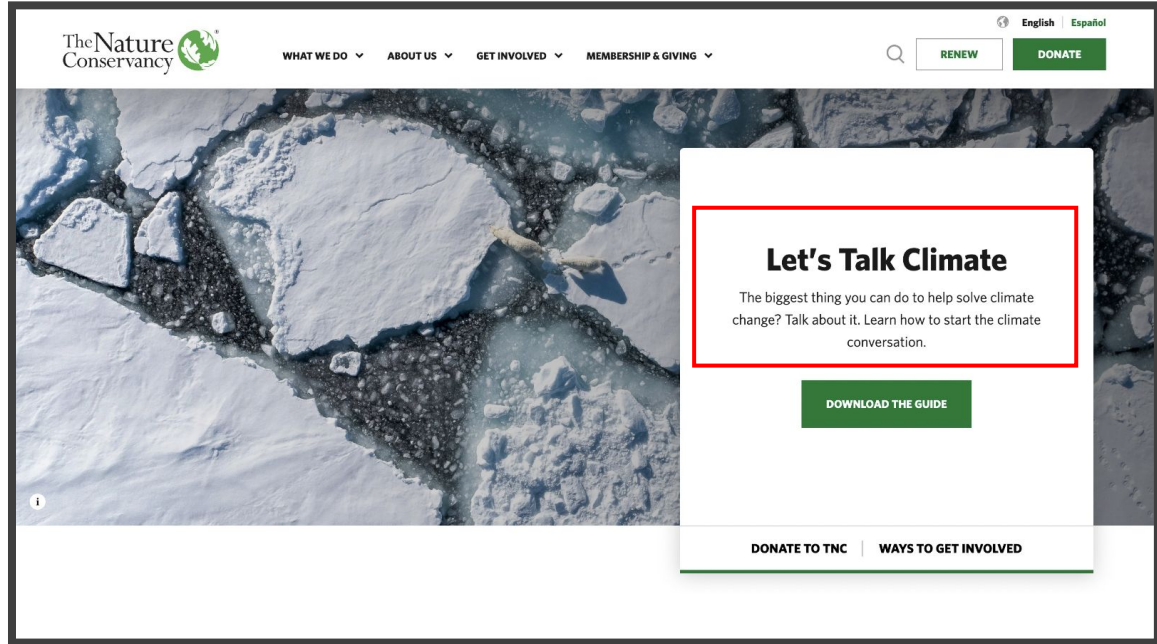 English Español
The Nature
Conservancy
WHAT WE DO ABOUT US GET INVOLVED MEMBERSHIP & GIVING RENEW DONATE
Let's Talk Climate
The biggest thing you can do to help solve climate
change? Talk about it. Learn how to start the climate
conversation.
DOWNLOAD THE GUIDE
i
DONATE TO TNC WAYS TO GET INVOLVED